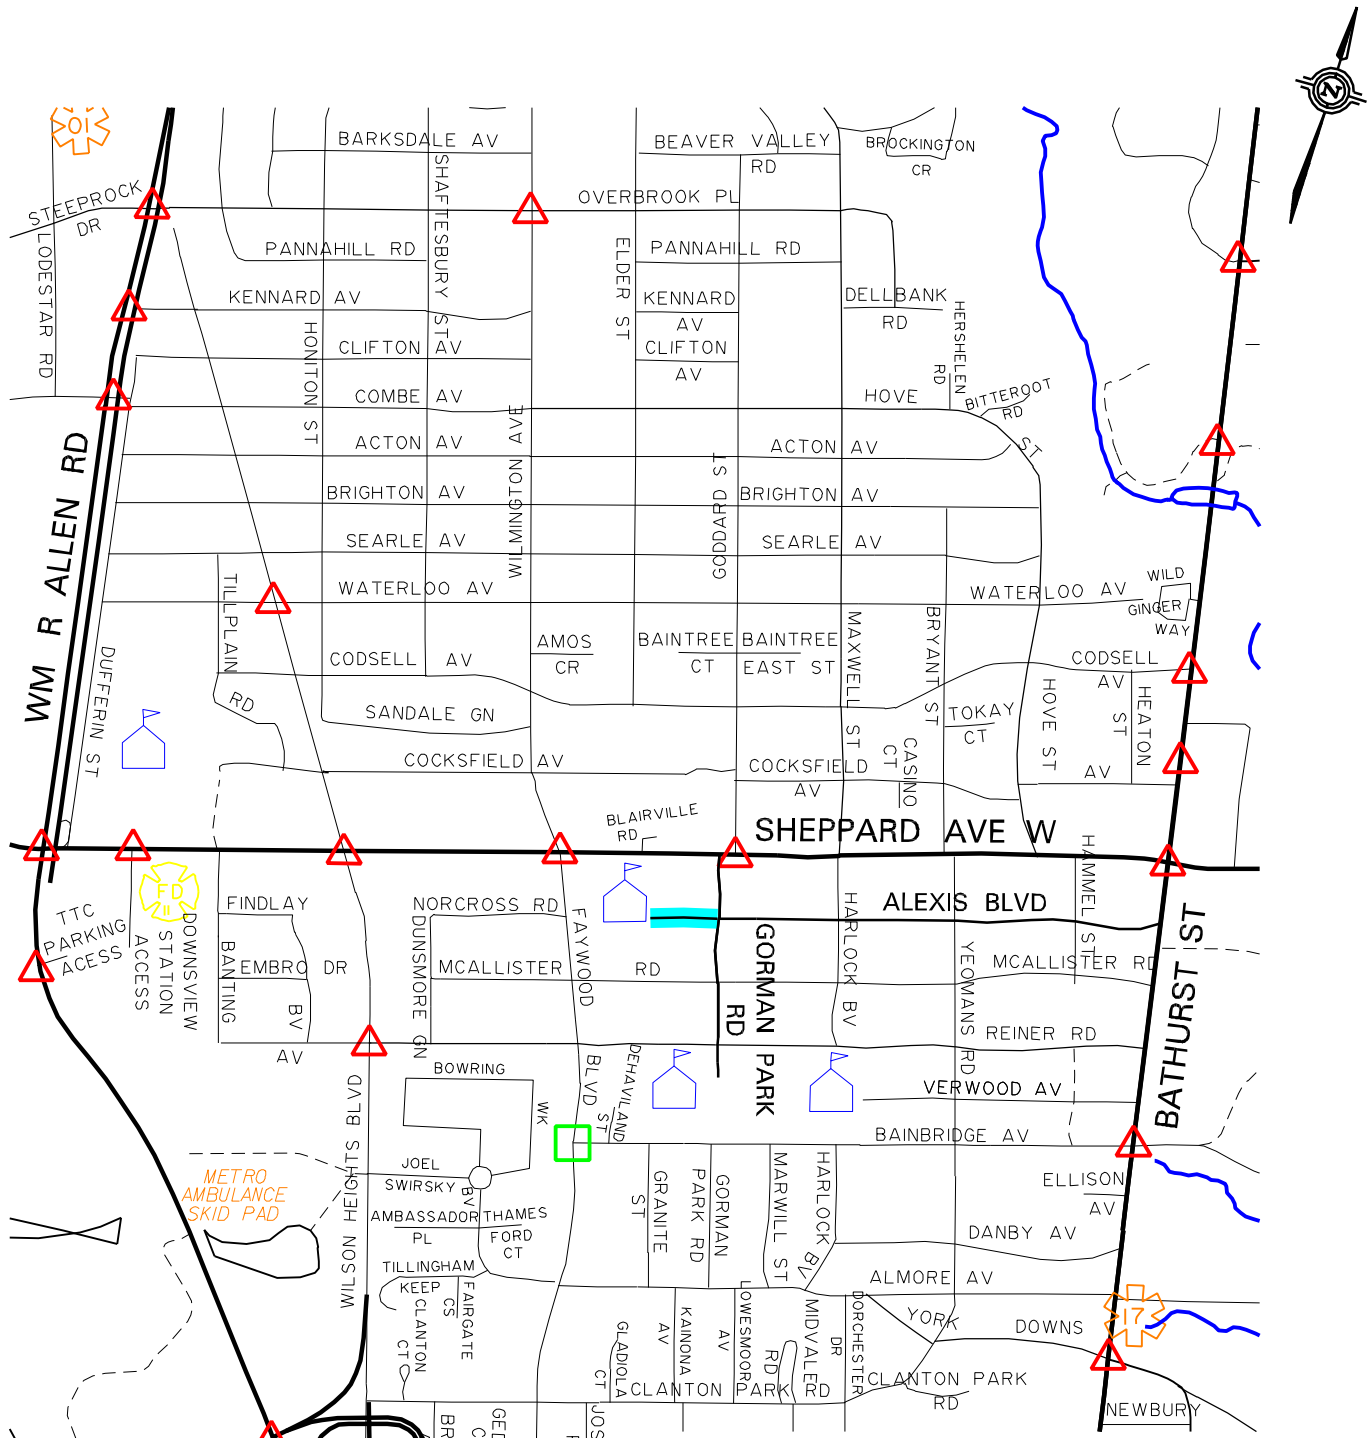 01
N
BARKSDALE AV
BEAVER VALLEY
RD
BROCKINGTON
CR
STEEPROCK
DR
OVERBROOK PL
LODESTAR RD
PANNAHILL RD
SHAFTESBURY ST
ELDER ST
PANNAHILL RD
KENNARD AV
KENNARD
AV
DELLBANK
RD
HERSHELEN
RD
HONITON ST
CLIFTON AV
CLIFTON
AV
COMBE AV
HOVE
ST
BITTEROOT
RD
WM R ALLEN RD
ACTON AV
WILMINGTON AVE
GODDARD ST
ACTON AV
BRIGHTON AV
BRIGHTON AV
SEARLE AV
SEARLE AV
WATERLOO AV
WATERLOO AV
WILD
GINGER
WAY
TILLPLAIN
RD
DUFFERIN ST
CODSELL AV
AMOS
CR
BAINTREE
CT
BAINTREE
EAST ST
MAXWELL ST
BRYANT ST
CODSELL
AV
HOVE ST
HEATON
ST
SANDALE GN
TOKAY
CT
COCKSFIELD AV
COCKSFIELD
AV
CASINO
CT
AV
BLAIRVILLE
RD
SHEPPARD AVE W
HAMMEL ST
FD
11
TTC
PARKING
ACESS
ACCESS
DOWNSVIEW
STATION
FINDLAY
BANTING
EMBRO DR
BV
AV
NORCROSS RD
DUNSMORE GN
MCALLISTER RD
FAYWOOD
BLVD
ALEXIS BLVD
HARLOCK BV
GORMAN PARK
RD
YEOMANS RD
MCALLISTER RD
REINER RD
BATHURST ST
BOWRING
WK
DEHAVILAND
ST
VERWOOD AV
BAINBRIDGE AV
METRO
AMBULANCE
SKID PAD
WILSON HEIGHTS BLVD
JOEL
SWIRSKY
BV
AMBASSADOR
PL
THAMES
FORD
CT
GRANITE
ST
GORMAN
PARK RD
MARWILL ST
HARLOCK
BV
ELLISON
AV
DANBY AV
TILLINGHAM
KEEP
FAIRGATE
CS
CLANTON
CT
ALMORE AV
17
GLADIOLA
CT
KAINONA
AV
LOWESMOOR
AV
MIDVALE
RD
DORCHESTER
DR
YORK
DOWNS
CLANTON PARK RD
CLANTON PARK
RD
NEWBURY
BR
GED
C
JOS